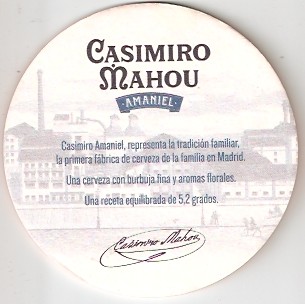 CASIMIRO
MAHOU
·AMANIEL·
Casimiro Amaniel, representa la tradición familiar,
la primera fábrica de cerveza de la familia en Madrid.
Una cerveza con burbuja fina y aromas florales.
Una receta equilibrada de 5,2 grados.
Casimiro Mahou